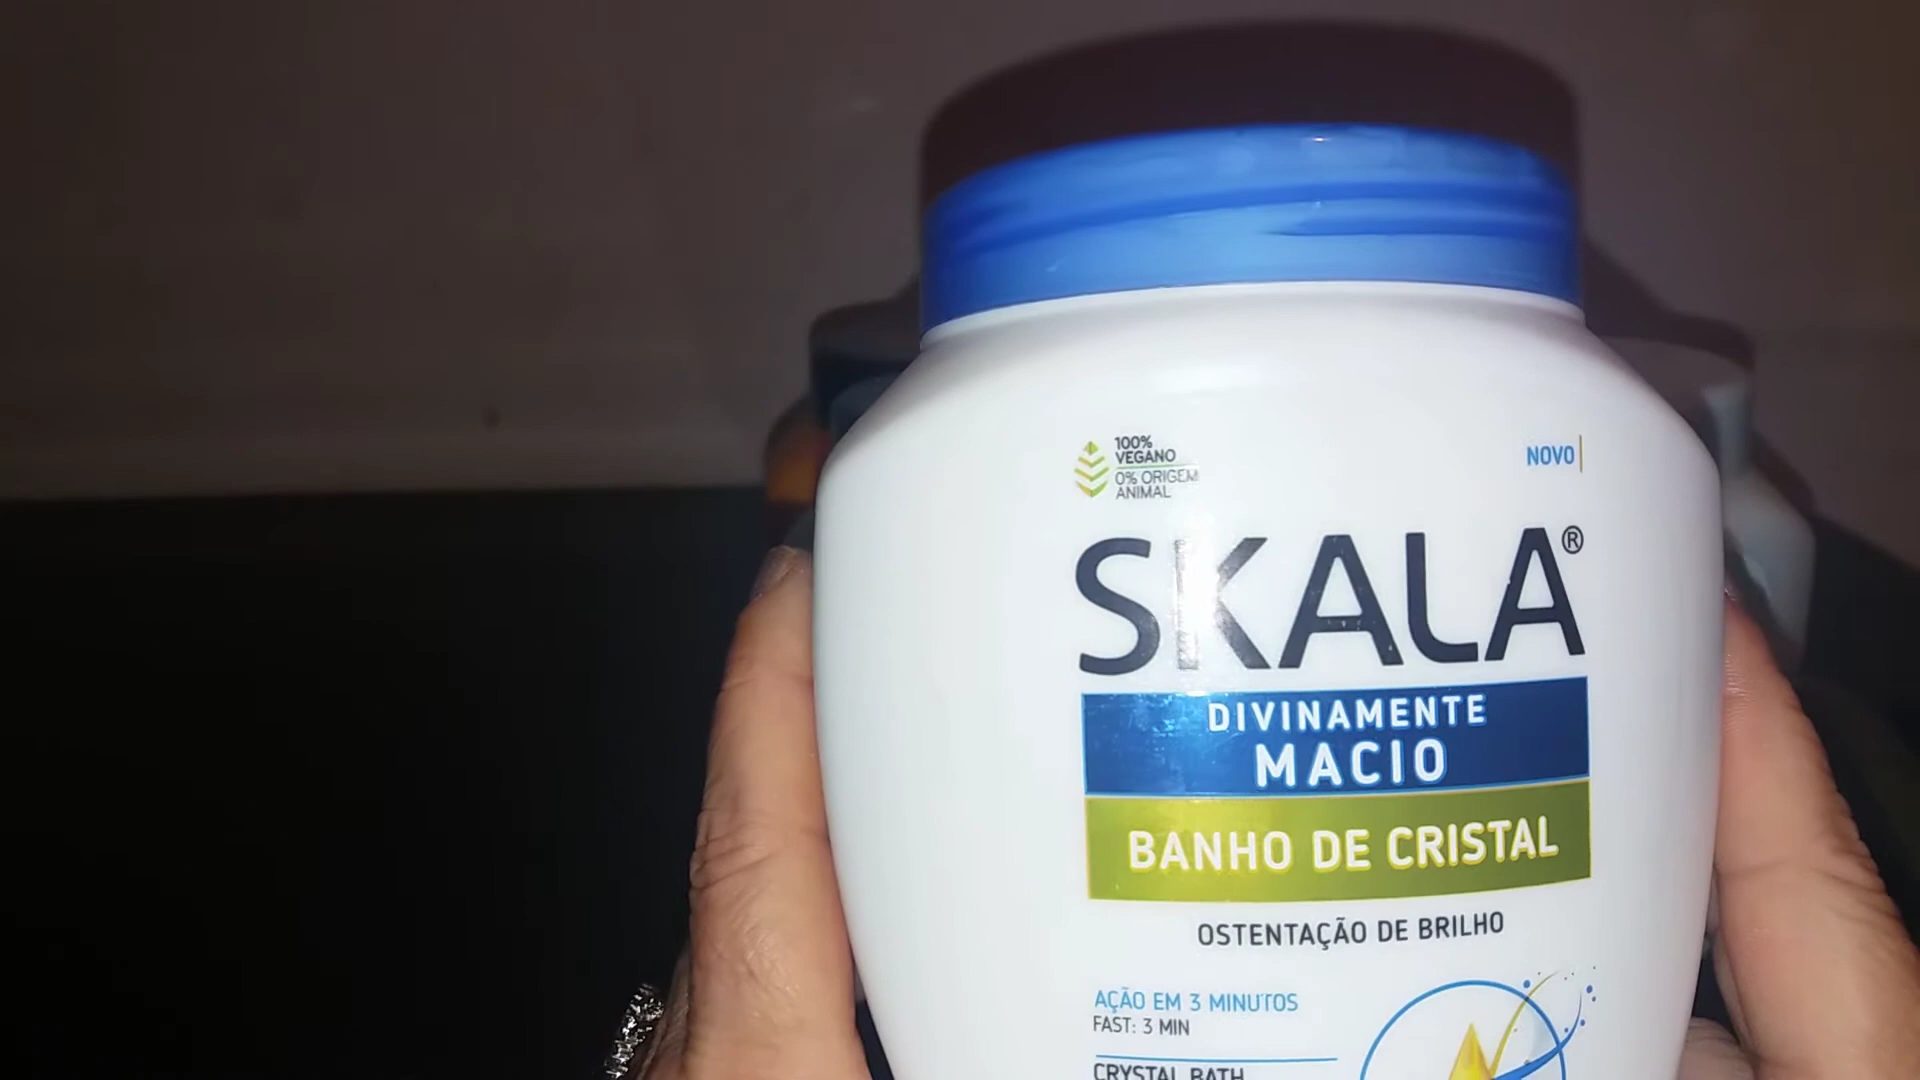 100%
VEGANO
0% ORIGEM
ANIMAL
NOVO
SKALA®
DIVINAMENTE
MACIO
BANHO DE CRISTAL
OSTENTAÇÃO DE BRILHO
AÇÃO EM 3 MINUTOS
FAST: 3 MIN
CRYSTAL BATH